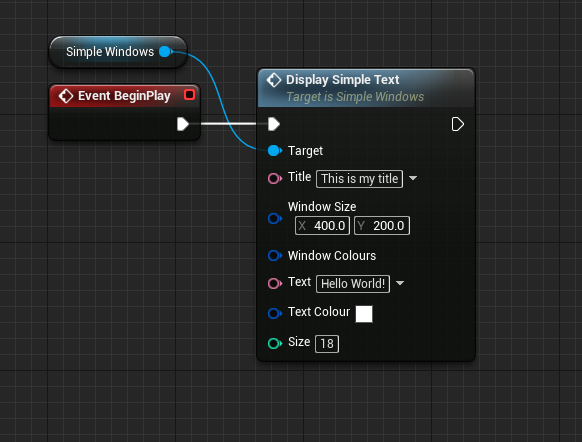 Simple Windows
Event BeginPlay
Display Simple Text
Target is Simple Windows
Target
Title This is my title
Window Size
X 400.0 Y 200.0
Window Colours
Text Hello World!
Text Colour
Size 18